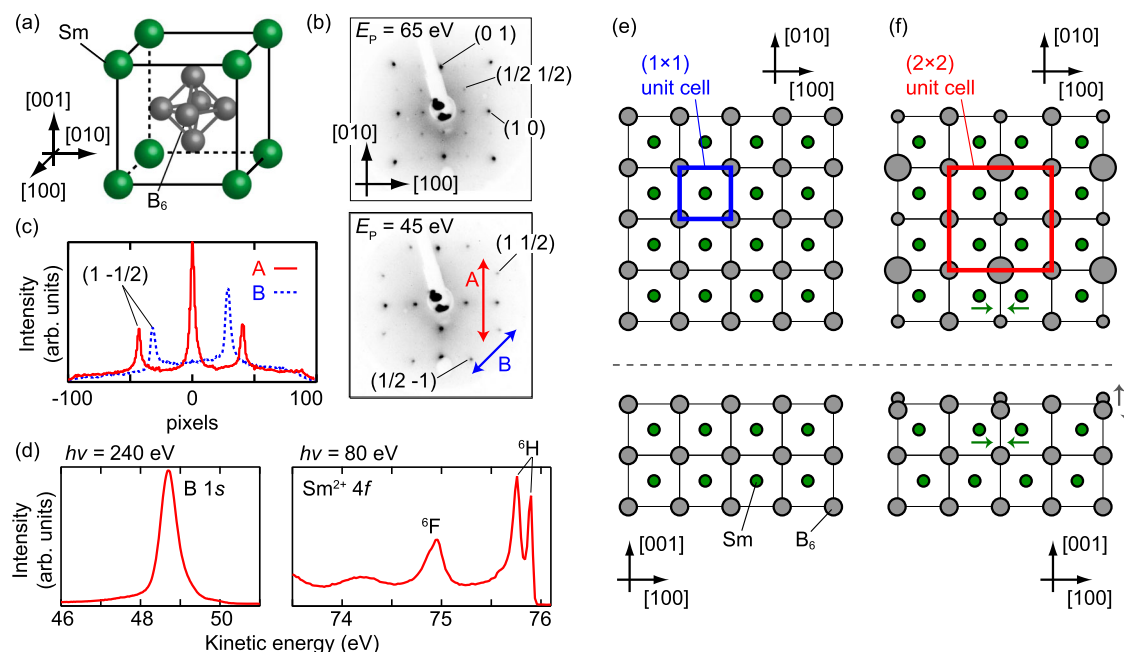 (a)
Sm
[001]
[010]
[100]
B6
(b)
EP = 65 eV
(0 1)
(1/2 1/2)
(1 0)
[010]
[100]
EP = 45 eV
(1 1/2)
A
B
(1/2 -1)
(c)
Intensity
(arb. units)
(1 -1/2)
A
B
-100
0
100
pixels
(d)
hν = 240 eV
hν = 80 eV
Intensity
(arb. units)
B 1s
Sm2+ 4f
6F
6H
46
48
50
74
75
76
Kinetic energy (eV)
(e)
(1×1)
unit cell
[010]
[100]
Sm
B6
[001]
[100]
(f)
(2×2)
unit cell
[010]
[100]
[001]
[100]